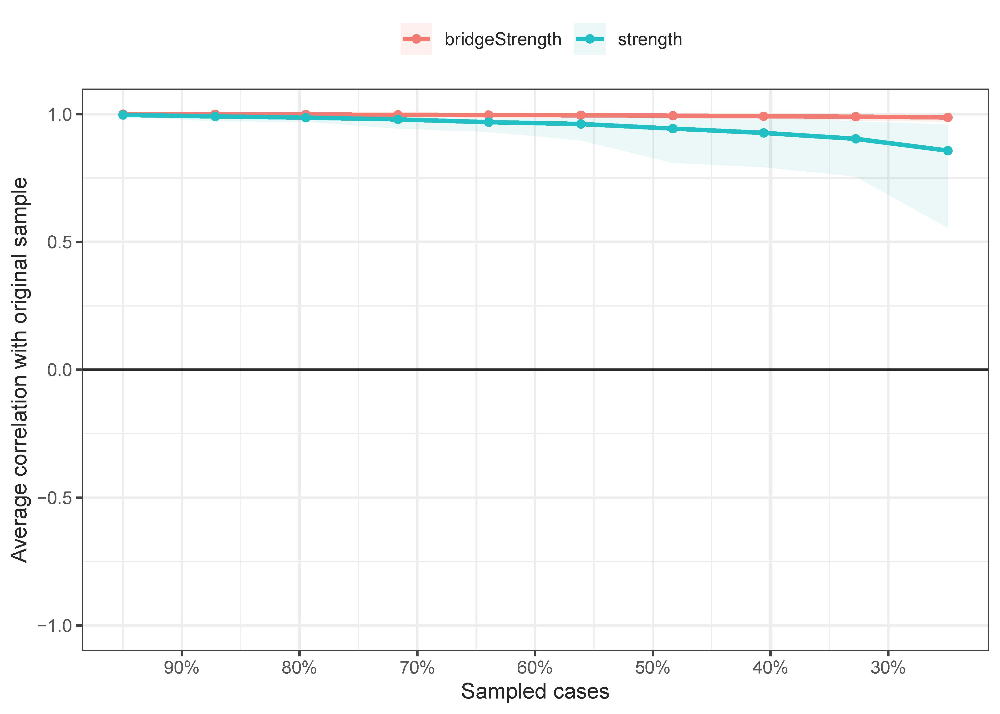 bridgeStrength strength
Average correlation with original sample
1.0
0.5
0.0
−0.5
−1.0
90% 80% 70% 60% 50% 40% 30%
Sampled cases